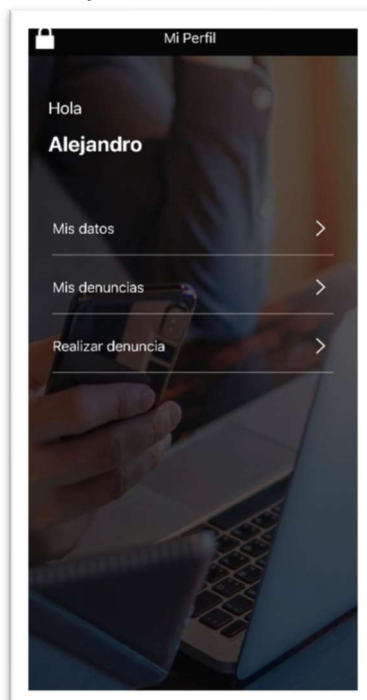 Mi Perfil
Hola
Alejandro
Mis datos
Mis denuncias
Realizar denuncia